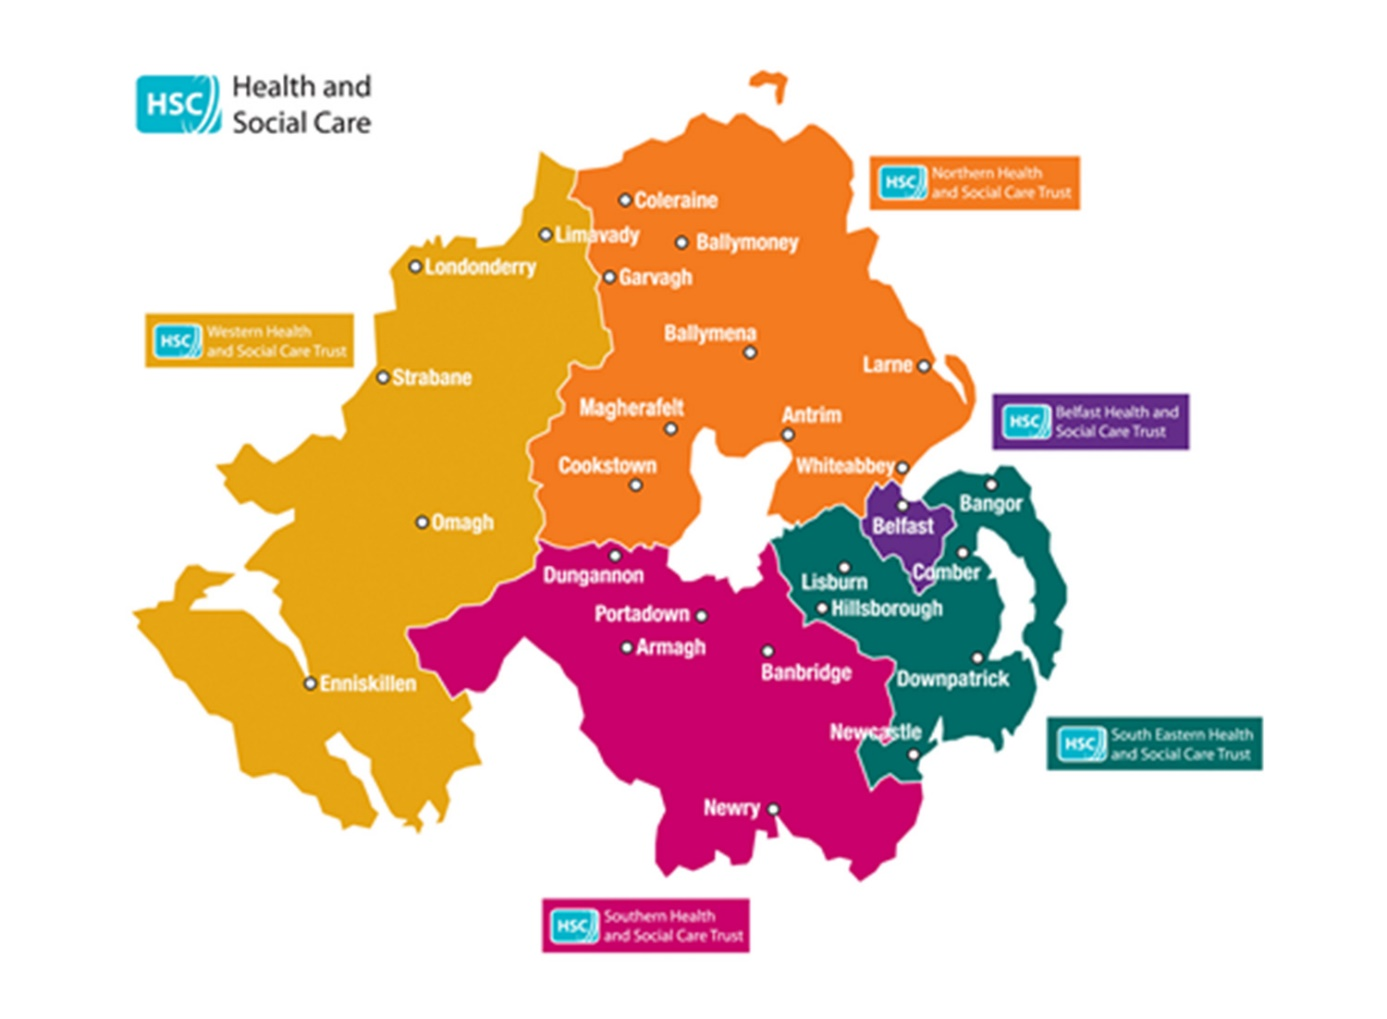 HSC
Health and
Social Care
HSC
Northern Health
and Social Care Trust
Coleraine
Limavady
Ballymoney
Londonderry
Garvagh
HSC
Western Health
and Social Care Trust
Ballymena
Larne
Strabane
Magherafelt
Antrim
HSC
Belfast Health and
Social Care Trust
Cookstown
Whiteabbey
Bangor
Omagh
Belfast
Dungannon
Lisburn
Comber
Portadown
Hillsborough
Armagh
Banbridge
Downpatrick
Enniskillen
Newcastle
HSC
South Eastern Health
and Social Care Trust
Newry
HSC
Southern Health
and Social Care Trust